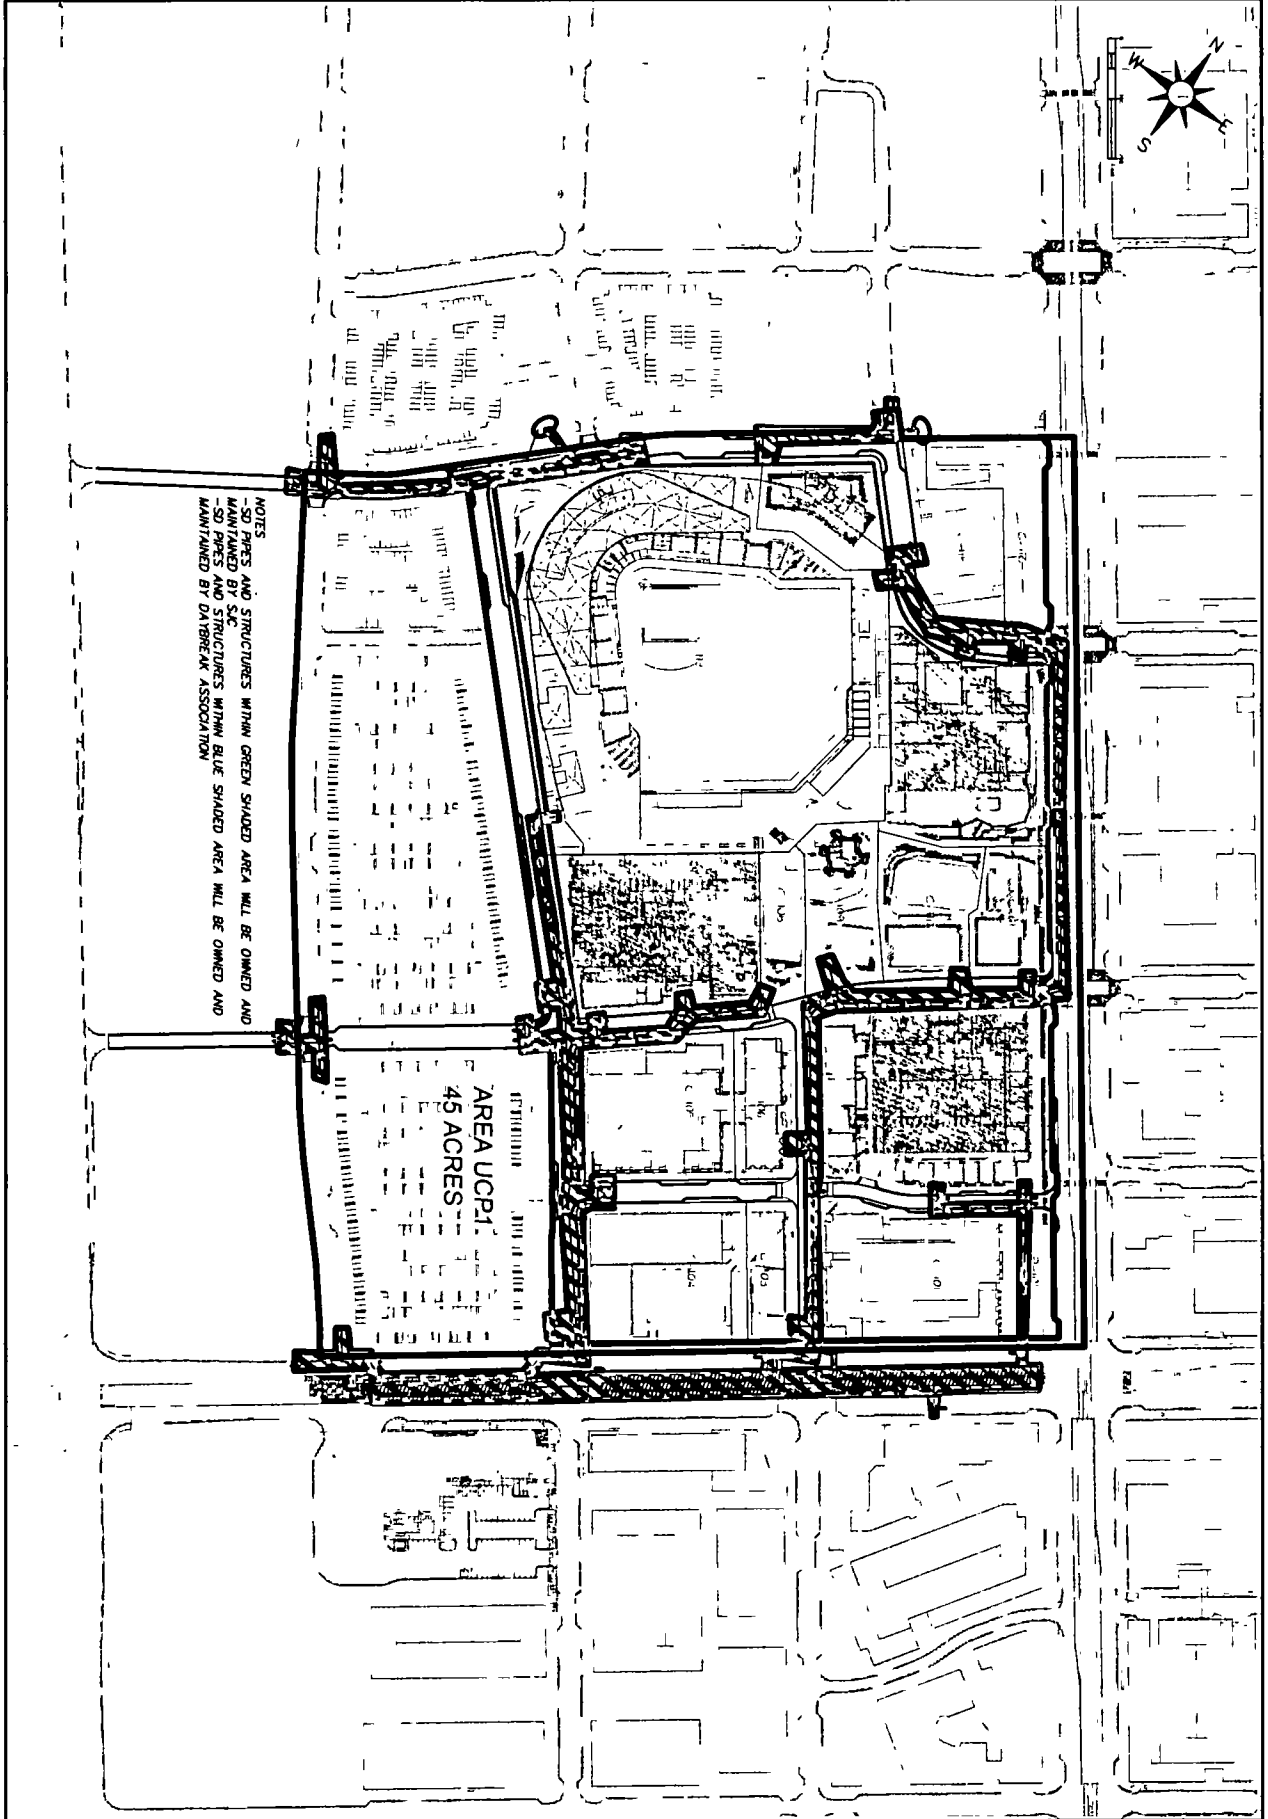 N
W
E
S
NOTES
-SD PIPES AND STRUCTURES WITHIN GREEN SHADED AREA WILL BE OWNED AND
MAINTAINED BY SJC
-SD PIPES AND STRUCTURES WITHIN BLUE SHADED AREA WILL BE OWNED AND
MAINTAINED BY DAYBREAK ASSOCIATION
AREA UCP1
45 ACRES